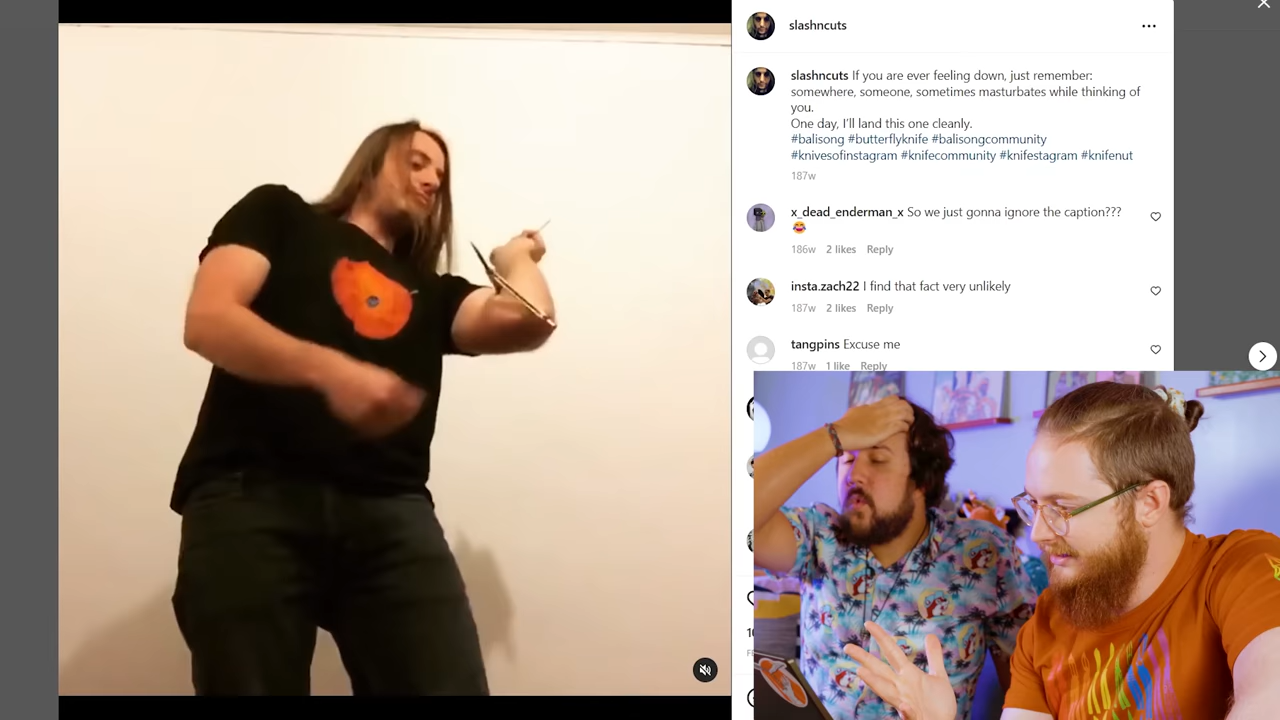 slashncuts
slashncuts If you are ever feeling down, just remember:
somewhere, someone, sometimes masturbates while thinking of
you.
One day, I'll land this one cleanly.
#balisong #butterflyknife #balisongcommunity
#knivesofinstagram #knifecommunity #knifestagram #knifenut
187w
x_dead_enderman_x So we just gonna ignore the caption???
😂
186w 2 likes Reply
insta.zach22 I find that fact very unlikely
187w 2 likes Reply
tangpins Excuse me
187w 1 like Reply